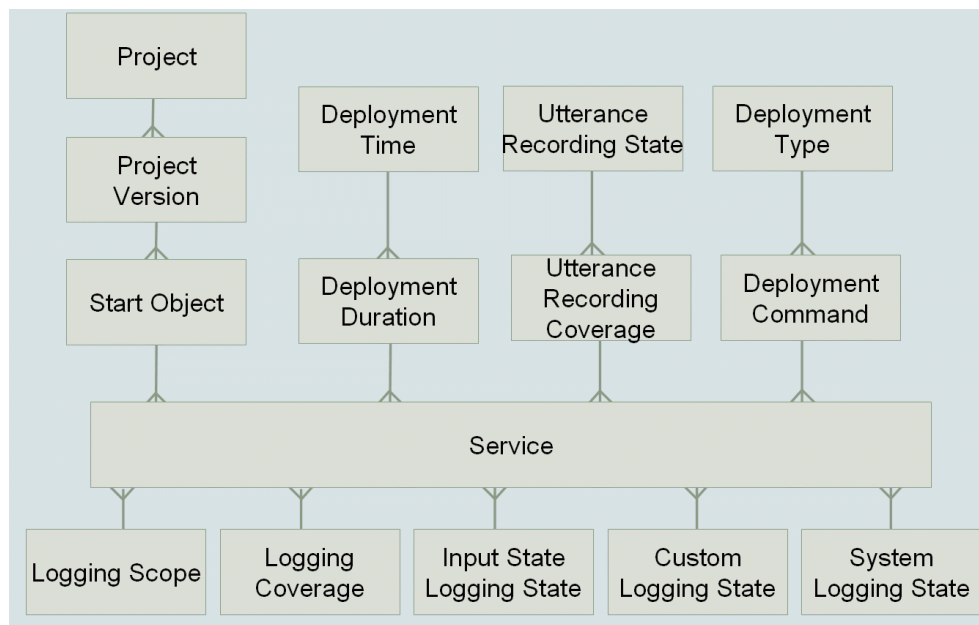 Project
Deployment
Time
Utterance
Recording State
Deployment
Type
Project
Version
Start Object
Deployment
Duration
Utterance
Recording
Coverage
Deployment
Command
Service
Logging Scope
Logging
Coverage
Input State
Logging State
Custom
Logging State
System
Logging State